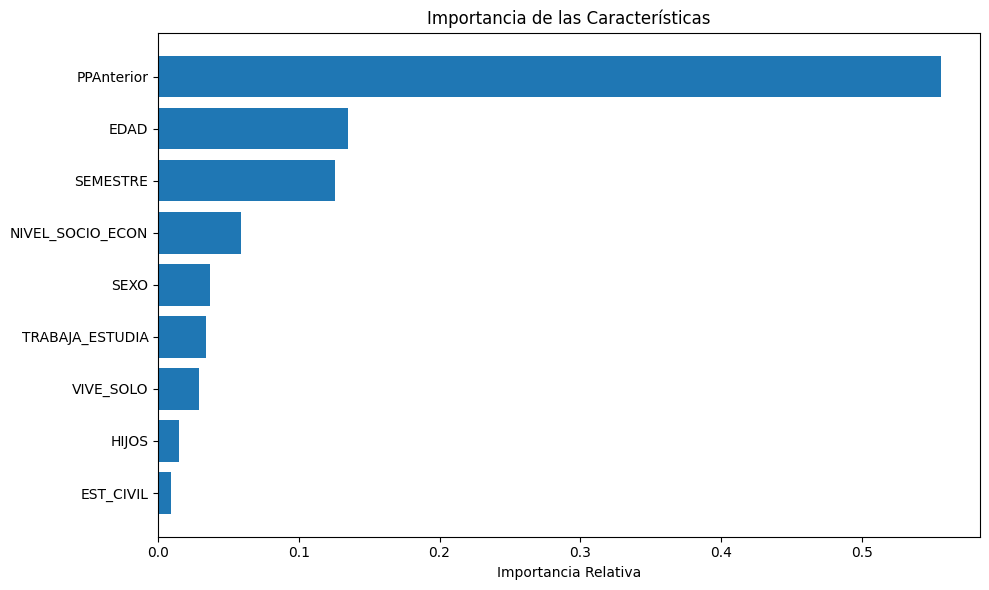 Importancia de las Características
PPAnterior
EDAD
SEMESTRE
NIVEL_SOCIO_ECON
SEXO
TRABAJA_ESTUDIA
VIVE_SOLO
HIJOS
EST_CIVIL
0.0 0.1 0.2 0.3 0.4 0.5
Importancia Relativa